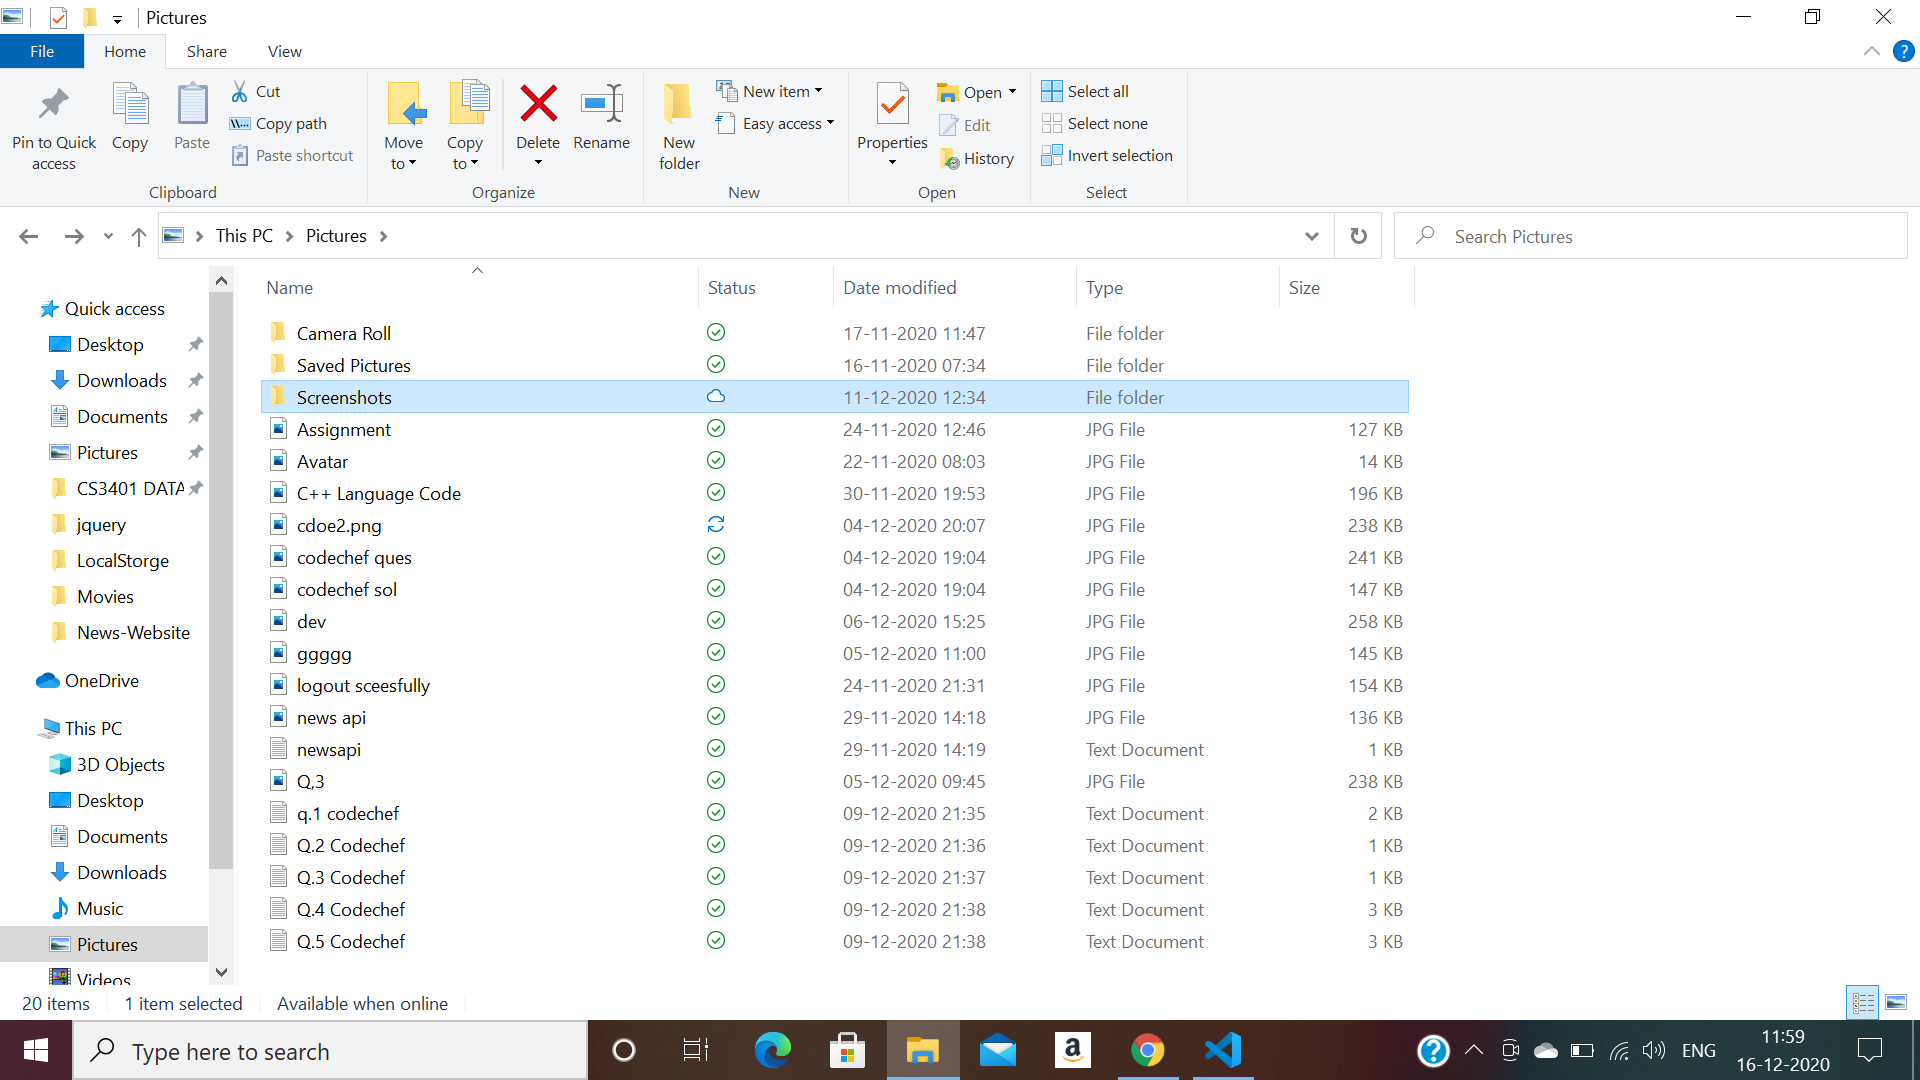 Pictures
File Home Share View
Pin to Quick access
Copy
Paste
Cut
Copy path
Paste shortcut
Clipboard
Move to
Copy to
Delete
Rename
Organize
New folder
New item
Easy access
New
Properties
Open
Edit
History
Open
Select all
Select none
Invert selection
Select
This PC Pictures
Search Pictures
Quick access
Desktop
Downloads
Documents
Pictures
CS3401 DATA
jquery
LocalStorge
Movies
News-Website
OneDrive
This PC
3D Objects
Desktop
Documents
Downloads
Music
Pictures
Videos
Name Status Date modified Type Size
Camera Roll 17-11-2020 11:47 File folder
Saved Pictures 16-11-2020 07:34 File folder
Screenshots 11-12-2020 12:34 File folder
Assignment 24-11-2020 12:46 JPG File 127 KB
Avatar 22-11-2020 08:03 JPG File 14 KB
C++ Language Code 30-11-2020 19:53 JPG File 196 KB
cdoe2.png 04-12-2020 20:07 JPG File 238 KB
codechef ques 04-12-2020 19:04 JPG File 241 KB
codechef sol 04-12-2020 19:04 JPG File 147 KB
dev 06-12-2020 15:25 JPG File 258 KB
ggggg 05-12-2020 11:00 JPG File 145 KB
logout sceesfully 24-11-2020 21:31 JPG File 154 KB
news api 29-11-2020 14:18 JPG File 136 KB
newsapi 29-11-2020 14:19 Text Document 1 KB
Q,3 05-12-2020 09:45 JPG File 238 KB
q.1 codechef 09-12-2020 21:35 Text Document 2 KB
Q.2 Codechef 09-12-2020 21:36 Text Document 1 KB
Q.3 Codechef 09-12-2020 21:37 Text Document 1 KB
Q.4 Codechef 09-12-2020 21:38 Text Document 3 KB
Q.5 Codechef 09-12-2020 21:38 Text Document 3 KB
20 items 1 item selected Available when online
Type here to search
a
?
ENG
11:59
16-12-2020